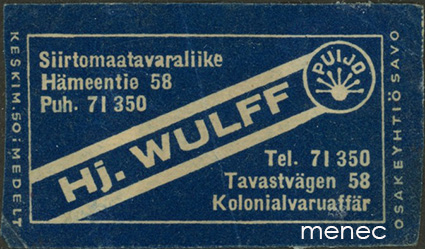 Siirtomaatavaraliike
Hämeentie 58
Puh. 71 350
PUIJO
Hj. WULFF
Tel. 71 350
Tavastvägen 58
Kolonialvaruaffär
KESKIM. 50 : MEDELT
OSAKEYHTIÖ SAVO
menec